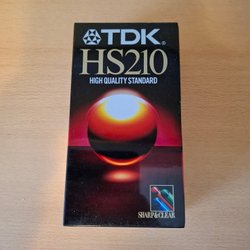 TDK
HS210
HIGH QUALITY STANDARD
SHARP & CLEAR